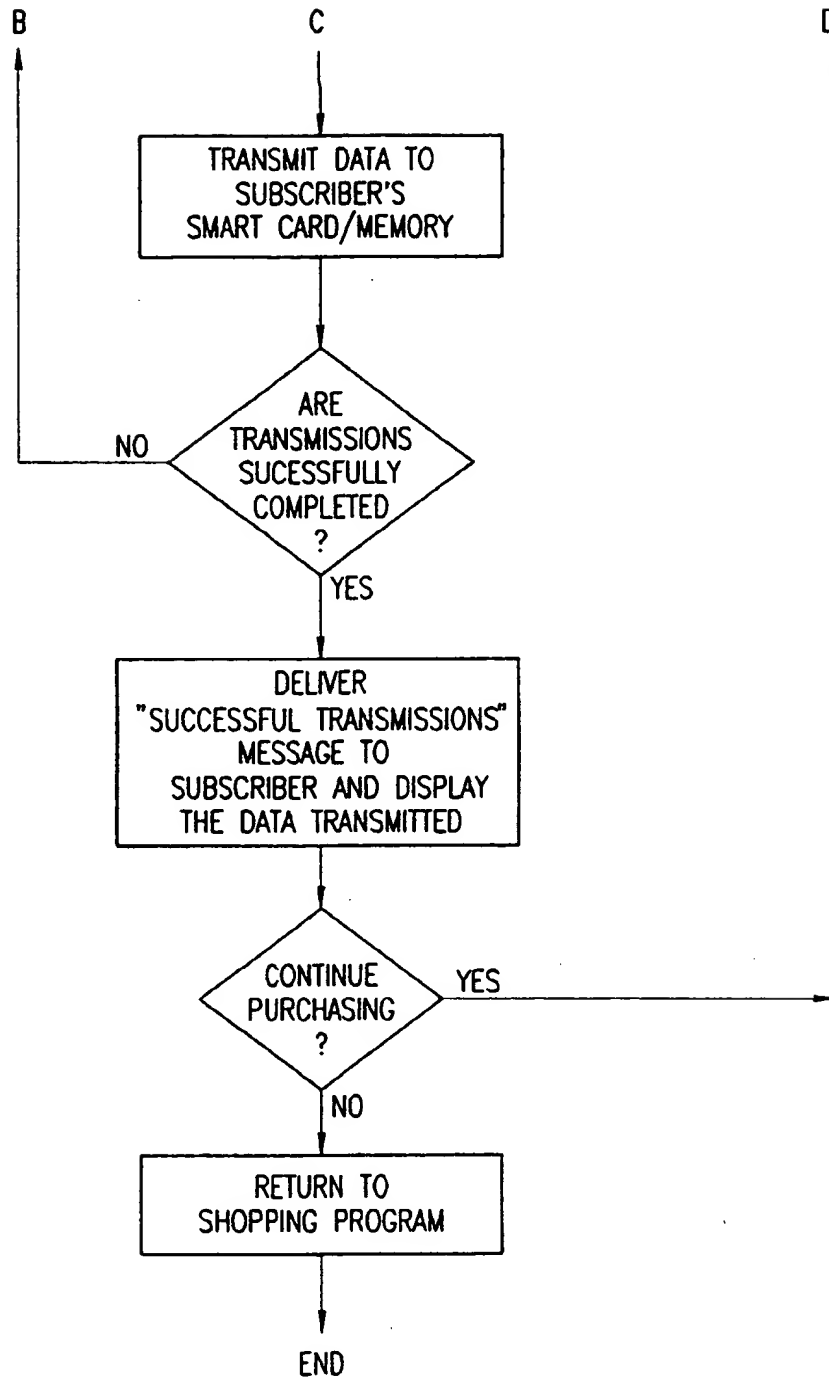 B
C
TRANSMIT DATA TO
SUBSCRIBER'S
SMART CARD/MEMORY
ARE
TRANSMISSIONS
SUCESSFULLY
COMPLETED
?
NO
YES
DELIVER
"SUCCESSFUL TRANSMISSIONS"
MESSAGE TO
SUBSCRIBER AND DISPLAY
THE DATA TRANSMITTED
CONTINUE
PURCHASING
?
YES
NO
RETURN TO
SHOPPING PROGRAM
END